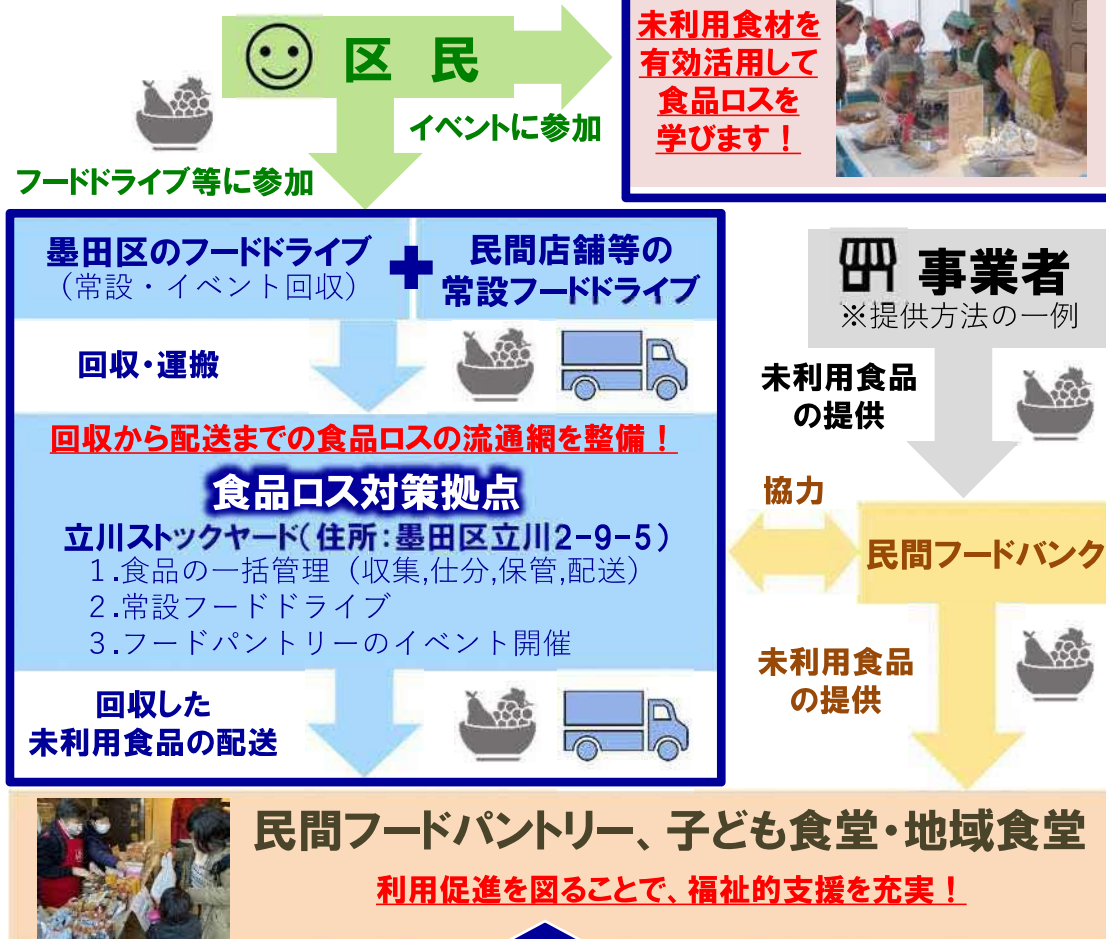 区 民
イベントに参加
フードドライブ等に参加
未利用食材を
有効活用して
食品ロスを
学びます！
墨田区のフードドライブ
（常設・イベント回収）
＋
民間店舗等の
常設フードドライブ
回収・運搬
回収から配送までの食品ロスの流通網を整備！
食品ロス対策拠点
立川ストックヤード（住所：墨田区立川2-9-5）
１.食品の一括管理（収集,仕分,保管,配送）
２.常設フードドライブ
３.フードパントリーのイベント開催
回収した
未利用食品の配送
事業者
※提供方法の一例
未利用食品
の提供
協力
民間フードバンク
未利用食品
の提供
民間フードパントリー、子ども食堂・地域食堂
利用促進を図ることで、福祉的支援を充実！